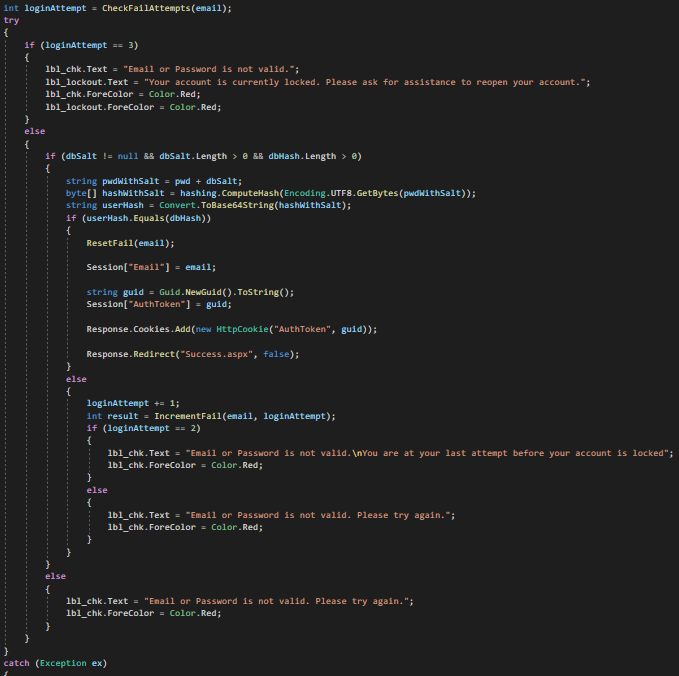 int loginAttempt = CheckFailAttempts(email);
try
{
if (loginAttempt == 3)
{
lbl_chk.Text = "Email or Password is not valid.";
lbl_lockout.Text = "Your account is currently locked. Please ask for assistance to reopen your account.";
lbl_chk.ForeColor = Color.Red;
lbl_lockout.ForeColor = Color.Red;
}
else
{
if (dbSalt != null && dbSalt.Length > 0 && dbHash.Length > 0)
{
string pwdWithSalt = pwd + dbSalt;
byte[] hashWithSalt = hashing.ComputeHash(Encoding.UTF8.GetBytes(pwdWithSalt));
string userHash = Convert.ToBase64String(hashWithSalt);
if (userHash.Equals(dbHash))
{
ResetFail(email);
Session["Email"] = email;
string guid = Guid.NewGuid().ToString();
Session["AuthToken"] = guid;
Response.Cookies.Add(new HttpCookie("AuthToken", guid));
Response.Redirect("Success.aspx", false);
}
else
{
loginAttempt += 1;
int result = IncrementFail(email, loginAttempt);
if (loginAttempt == 2)
{
lbl_chk.Text = "Email or Password is not valid.\nYou are at your last attempt before your account is locked";
lbl_chk.ForeColor = Color.Red;
}
else
{
lbl_chk.Text = "Email or Password is not valid. Please try again.";
lbl_chk.ForeColor = Color.Red;
}
}
}
else
{
lbl_chk.Text = "Email or Password is not valid. Please try again.";
lbl_chk.ForeColor = Color.Red;
}
}
}
catch (Exception ex)
{